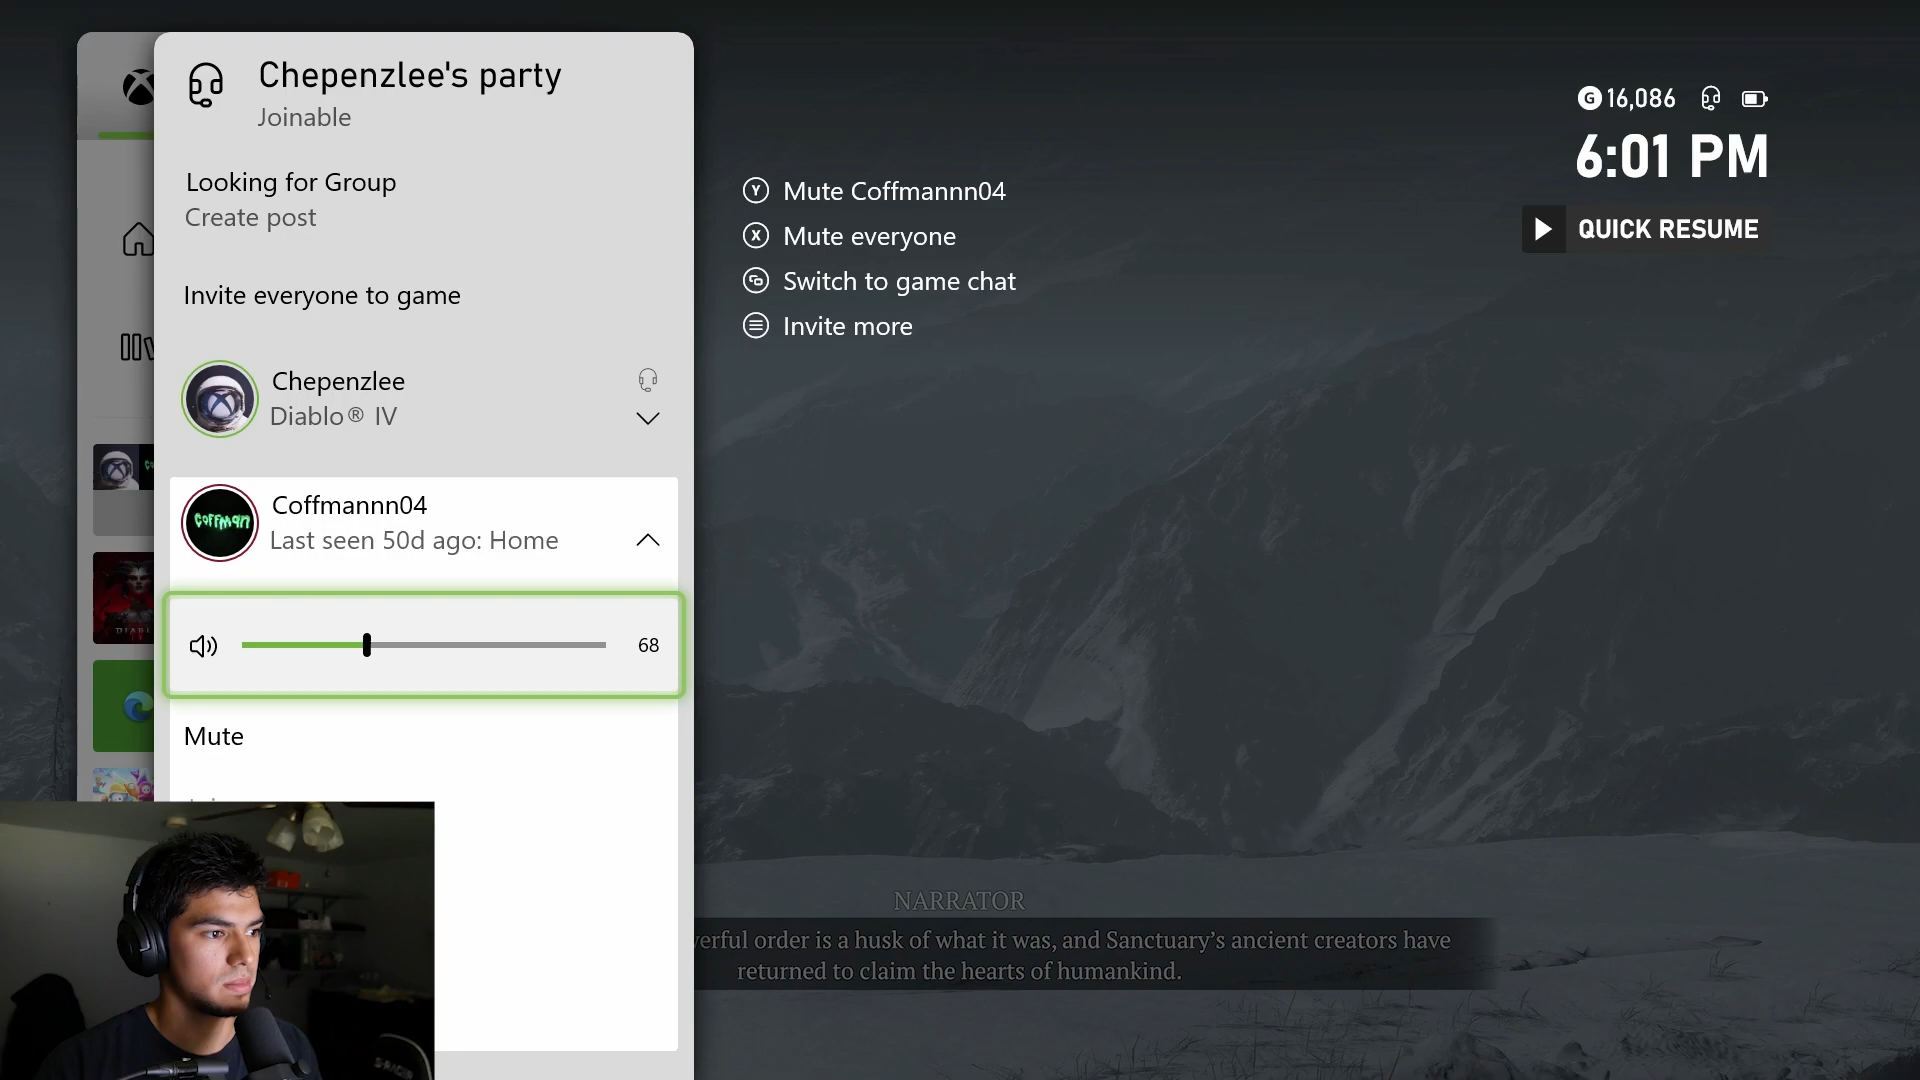 Chepenzlee's party
Joinable
Looking for Group
Create post
Invite everyone to game
Chepenzlee
Diablo® IV
Coffmannn04
Last seen 50d ago: Home
68
Mute
Y Mute Coffmannn04
X Mute everyone
Switch to game chat
Invite more
G 16,086
6:01 PM
QUICK RESUME
COFFMAN
NARRATOR
order is a husk of what it was, and Sanctuary's ancient creators have
returned to claim the hearts of humankind.